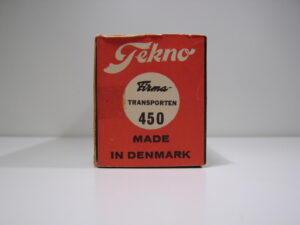 Tekno
Firma-
TRANSPORTEN
450
MADE
IN DENMARK